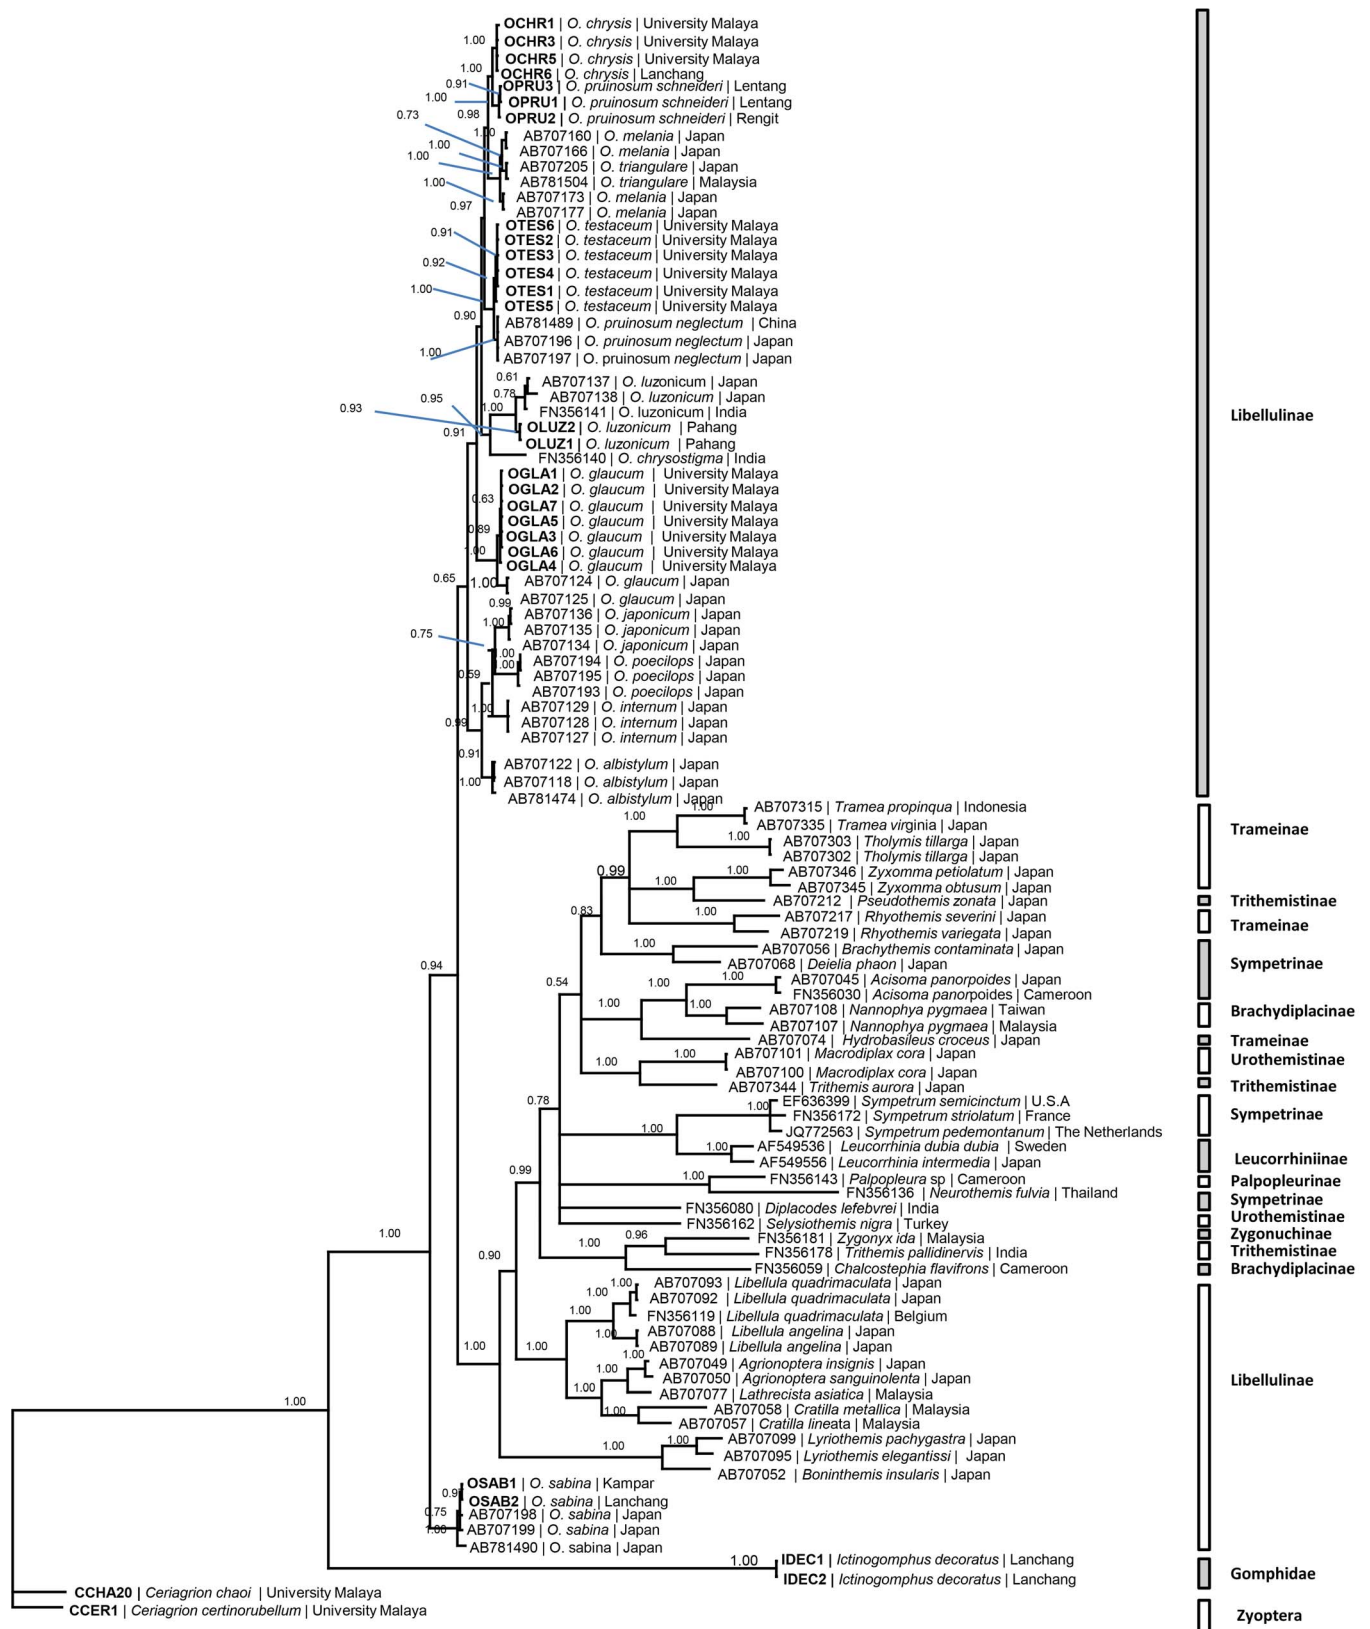 OCHR1 | O. chrysis | University Malaya
1.00
OCHR3 | O. chrysis | University Malaya
OCHR5 | O. chrysis | University Malaya
1.00
OCHR6 | O. chrysis | Lanchang
0.91
OPRU3 | O. pruinosum schneideri | Lentang
1.00
OPRU1 | O. pruinosum schneideri | Lentang
0.73
0.98
OPRU2 | O. pruinosum schneideri | Rengit
1.00
AB707160 | O. melania | Japan
1.00
AB707166 | O. melania | Japan
1.00
AB707205 | O. triangulare | Japan
1.00
AB781504 | O. triangulare | Malaysia
AB707173 | O. melania | Japan
0.97
AB707177 | O. melania | Japan
OTES6 | O. testaceum | University Malaya
0.91
OTES2 | O. testaceum | University Malaya
OTES3 | O. testaceum | University Malaya
0.92
OTES4 | O. testaceum | University Malaya
1.00
OTES1 | O. testaceum | University Malaya
OTES5 | O. testaceum | University Malaya
0.90
AB781489 | O. pruinosum neglectum | China
AB707196 | O. pruinosum neglectum | Japan
1.00
AB707197 | O. pruinosum neglectum | Japan
0.61
AB707137 | O. luzonicum | Japan
0.78
AB707138 | O. luzonicum | Japan
0.95
0.93
1.00
FN356141 | O. luzonicum | India
Libellulinae
OLUZ2 | O. luzonicum | Pahang
0.91
OLUZ1 | O. luzonicum | Pahang
FN356140 | O. chrysostigma | India
OGLA1 | O. glaucum | University Malaya
OGLA2 | O. glaucum | University Malaya
0.63
OGLA7 | O. glaucum | University Malaya
OGLA5 | O. glaucum | University Malaya
0.89
OGLA3 | O. glaucum | University Malaya
1.00
OGLA6 | O. glaucum | University Malaya
OGLA4 | O. glaucum | University Malaya
0.65
1.00
AB707124 | O. glaucum | Japan
AB707125 | O. glaucum | Japan
0.99
AB707136 | O. japonicum | Japan
1.00
AB707135 | O. japonicum | Japan
0.75
AB707134 | O. japonicum | Japan
1.00
AB707194 | O. poecilops | Japan
1.00
0.59
AB707195 | O. poecilops | Japan
AB707193 | O. poecilops | Japan
1.00
AB707129 | O. internum | Japan
0.99
AB707128 | O. internum | Japan
AB707127 | O. internum | Japan
0.91
AB707122 | O. albistylum | Japan
1.00
AB707118 | O. albistylum | Japan
AB781474 | O. albistylum | Japan
1.00
AB707315 | Tramea propinqua | Indonesia
1.00
AB707335 | Tramea virginia | Japan
Trameinae
1.00
AB707303 | Tholymis tillarga | Japan
AB707302 | Tholymis tillarga | Japan
0.99
1.00
AB707346 | Zyxomma petiolatum | Japan
1.00
AB707345 | Zyxomma obtusum | Japan
AB707212 | Pseudothemis zonata | Japan
Trithemistinae
0.83
1.00
AB707217 | Rhyothemis severini | Japan
Trameinae
AB707219 | Rhyothemis variegata | Japan
1.00
AB707056 | Brachythemis contaminata | Japan
0.94
AB707068 | Deielia phaon | Japan
Sympetrinae
0.54
1.00
1.00
AB707045 | Acisoma panorpoides | Japan
FN356030 | Acisoma panorpoides | Cameroon
1.00
1.00
AB707108 | Nannophya pygmaea | Taiwan
Brachydiplacinae
AB707107 | Nannophya pygmaea | Malaysia
AB707074 | Hydrobasileus croceus | Japan
Trameinae
1.00
1.00
AB707101 | Macrodiplax cora | Japan
Urothemistinae
AB707100 | Macrodiplax cora | Japan
AB707344 | Trithemis aurora | Japan
Trithemistinae
0.78
1.00
EF636399 | Sympetrum semicinctum | U.S.A
FN356172 | Sympetrum striolatum | France
Sympetrinae
1.00
JQ772563 | Sympetrum pedemontanum | The Netherlands
1.00
AF549536 | Leucorrhinia dubia dubia | Sweden
AF549556 | Leucorrhinia intermedia | Japan
Leucorrhiniinae
0.99
1.00
FN356143 | Palpopleura sp | Cameroon
Palpopleurinae
FN356136 | Neurothemis fulvia | Thailand
Sympetrinae
FN356080 | Diplacodes lefebvrei | India
FN356162 | Selysiothemis nigra | Turkey
Urothemistinae
1.00
0.96
FN356181 | Zygonyx ida | Malaysia
Zygonuchinae
1.00
0.90
FN356178 | Trithemis pallidinervis | India
Trithemistinae
FN356059 | Chalcostephia flavifrons | Cameroon
Brachydiplacinae
1.00
AB707093 | Libellula quadrimaculata | Japan
1.00
AB707092 | Libellula quadrimaculata | Japan
1.00
FN356119 | Libellula quadrimaculata | Belgium
1.00
AB707088 | Libellula angelina | Japan
1.00
1.00
AB707089 | Libellula angelina | Japan
1.00
AB707049 | Agrionoptera insignis | Japan
1.00
AB707050 | Agrionoptera sanguinolenta | Japan
Libellulinae
1.00
AB707077 | Lathrecista asiatica | Malaysia
1.00
1.00
AB707058 | Cratilla metallica | Malaysia
AB707057 | Cratilla lineata | Malaysia
1.00
1.00
AB707099 | Lyriothemis pachygastra | Japan
AB707095 | Lyriothemis elegantissi | Japan
AB707052 | Boninthemis insularis | Japan
OSAB1 | O. sabina | Kampar
OSAB2 | O. sabina | Lanchang
0.75
AB707198 | O. sabina | Japan
1.00
AB707199 | O. sabina | Japan
AB781490 | O. sabina | Japan
1.00
IDEC1 | Ictinogomphus decoratus | Lanchang
IDEC2 | Ictinogomphus decoratus | Lanchang
Gomphidae
CCHA20 | Ceriagrion chaoi | University Malaya
CCER1 | Ceriagrion certinorubellum | University Malaya
Zyoptera